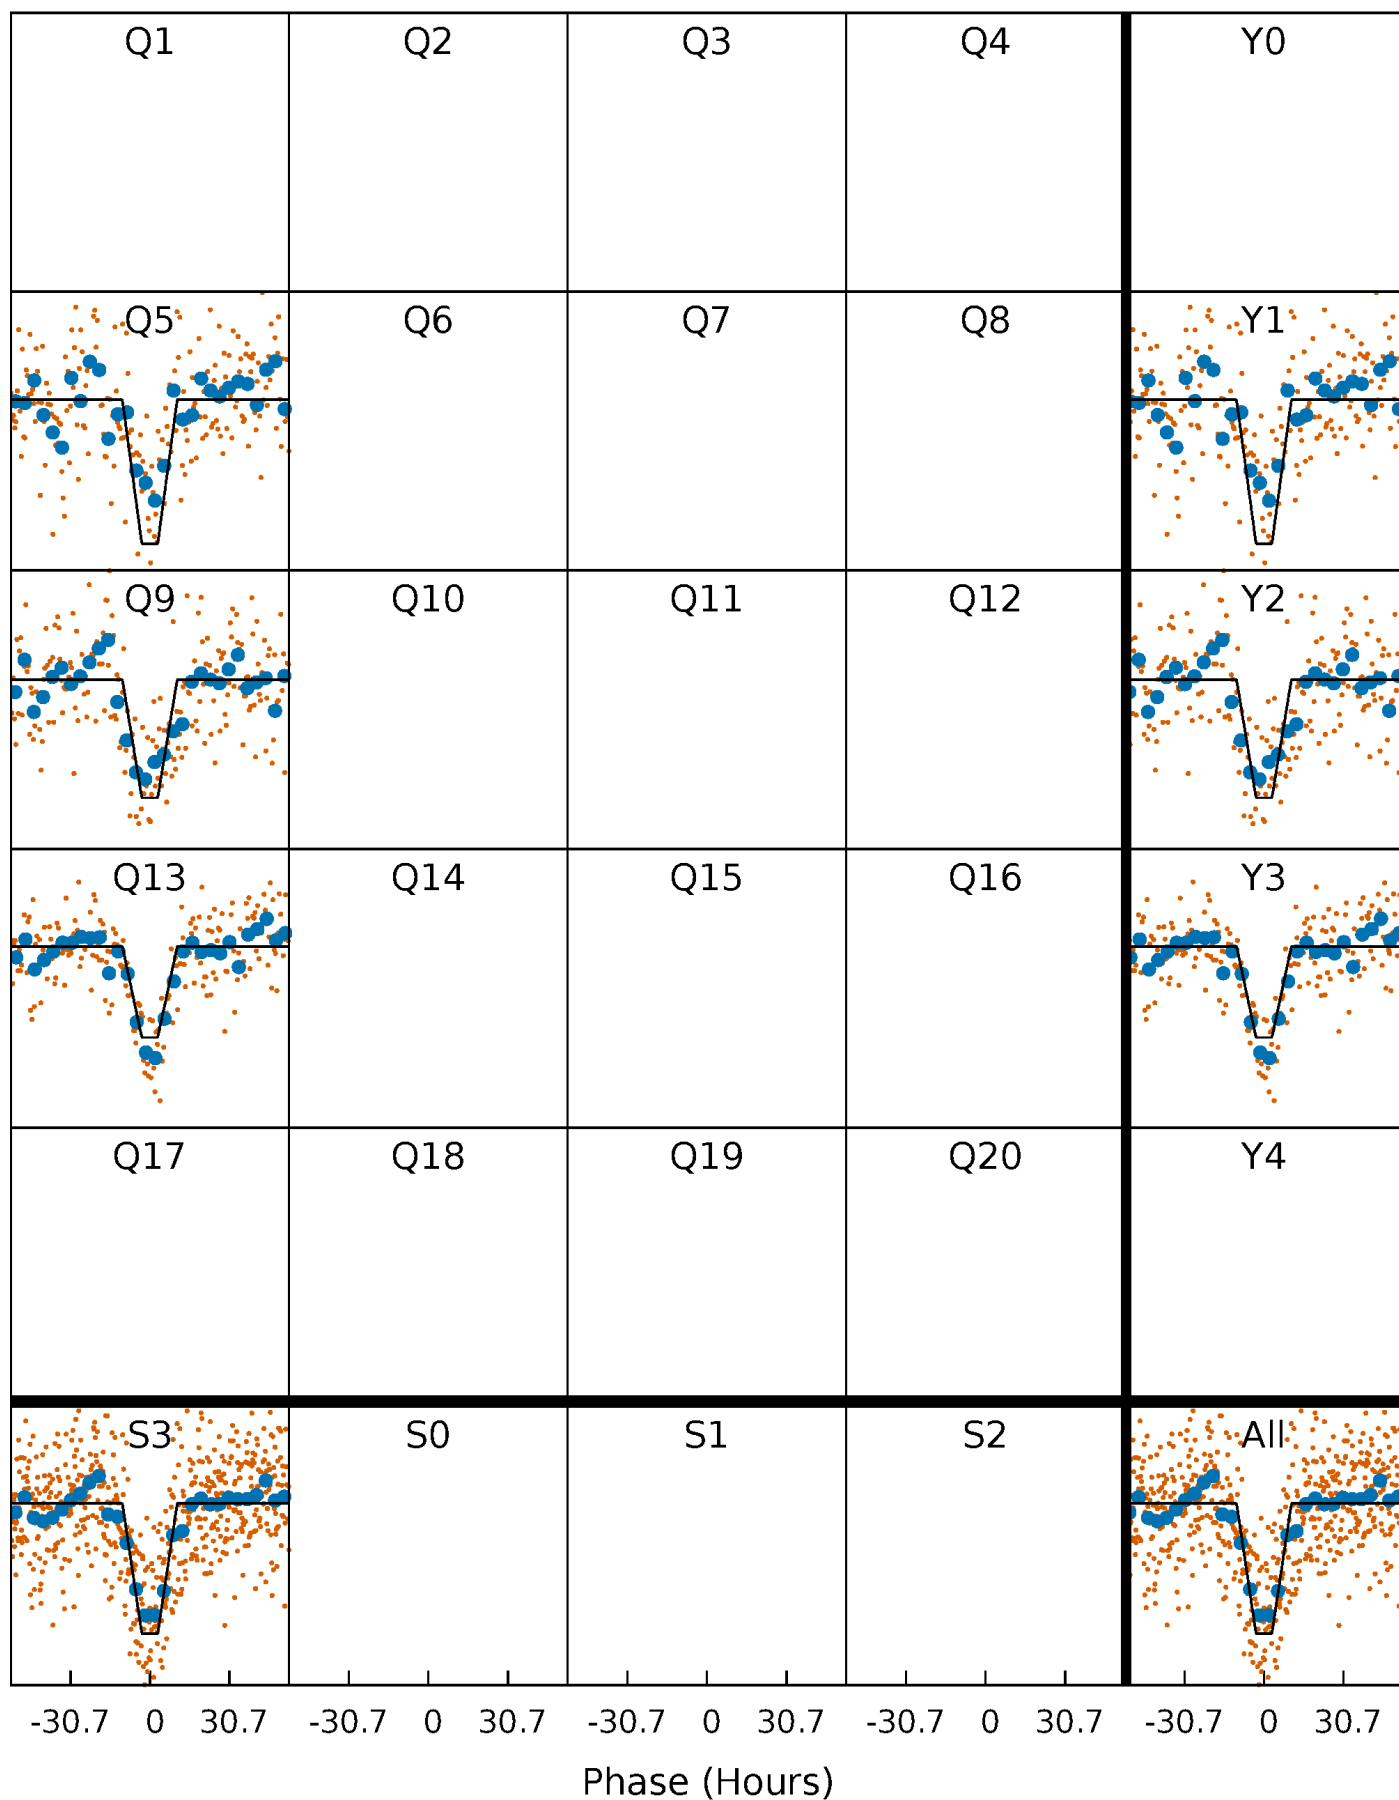 Q1 Q2 Q3 Q4 Y0
Q5 Q6 Q7 Q8 Y1
Q9 Q10 Q11 Q12 Y2
Q13 Q14 Q15 Q16 Y3
Q17 Q18 Q19 Q20 Y4
S3 S0 S1 S2 All
-30.7 0 30.7 -30.7 0 30.7 -30.7 0 30.7 -30.7 0 30.7 -30.7 0 30.7
Phase (Hours)